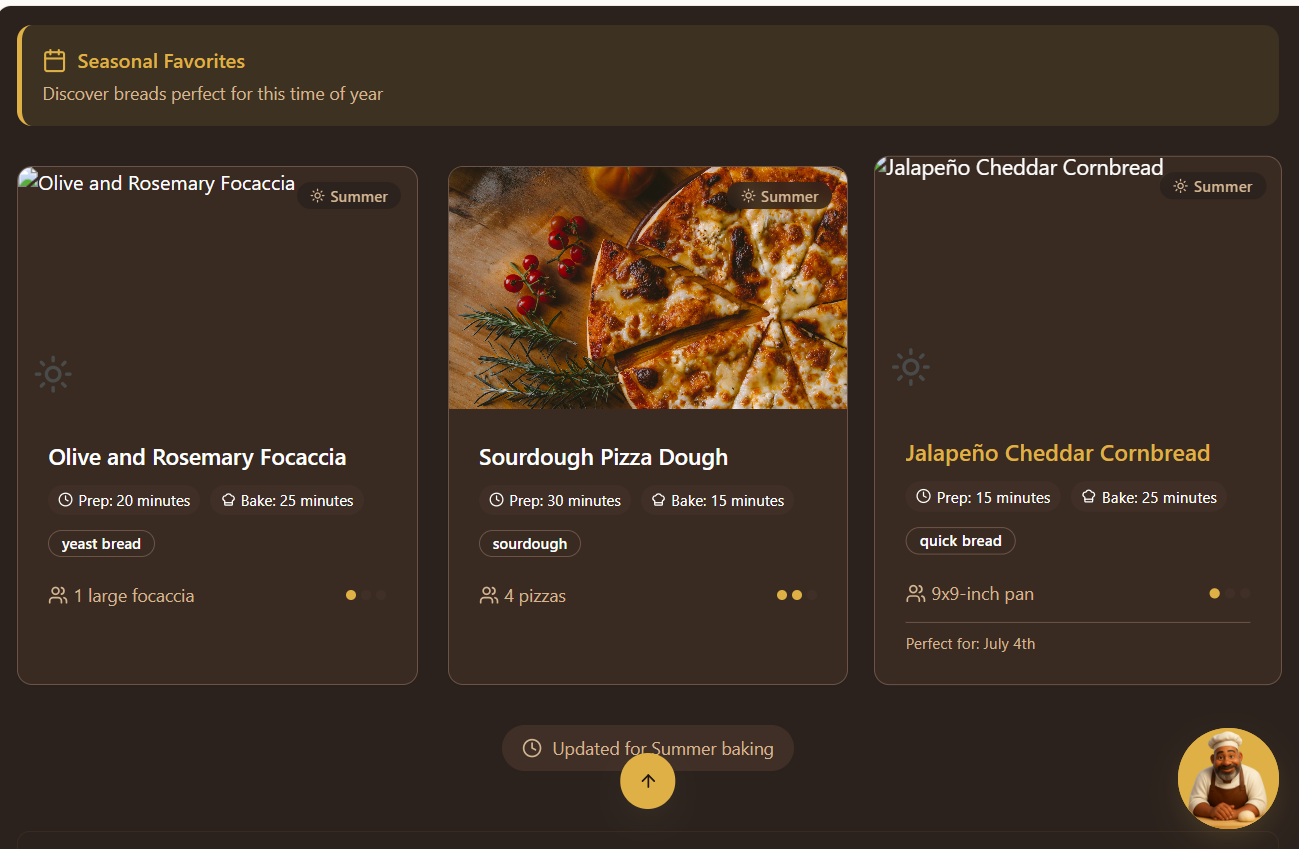 Seasonal Favorites
Discover breads perfect for this time of year
Olive and Rosemary Focaccia
Summer
Olive and Rosemary Focaccia
Prep: 20 minutes
Bake: 25 minutes
yeast bread
1 large focaccia
Summer
Sourdough Pizza Dough
Prep: 30 minutes
Bake: 15 minutes
sourdough
4 pizzas
Jalapeño Cheddar Cornbread
Summer
Jalapeño Cheddar Cornbread
Prep: 15 minutes
Bake: 25 minutes
quick bread
9x9-inch pan
Perfect for: July 4th
Updated for Summer baking